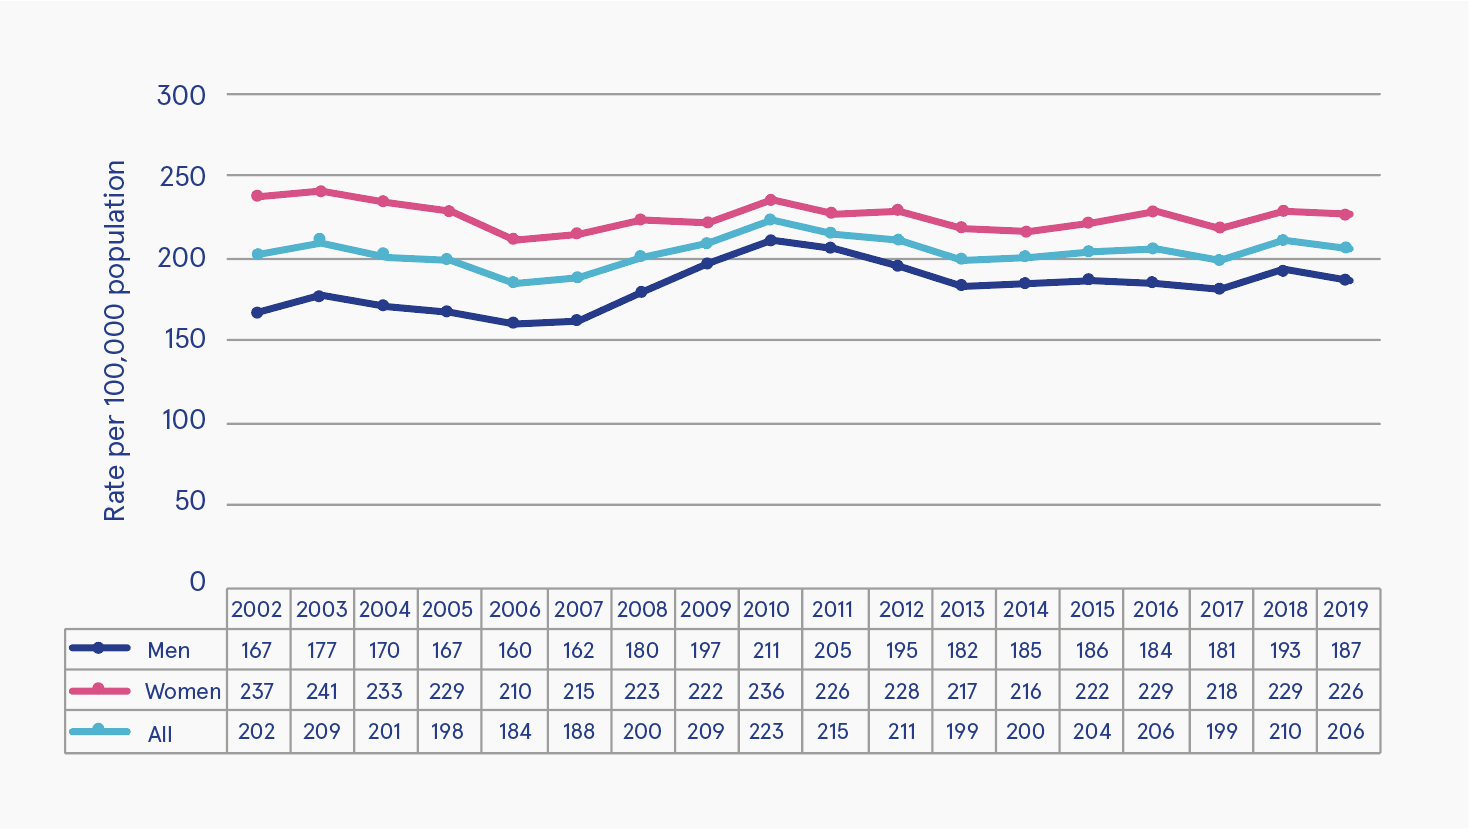 300
250
200
150
100
50
0
Rate per 100,000 population
2002 2003 2004 2005 2006 2007 2008 2009 2010 2011 2012 2013 2014 2015 2016 2017 2018 2019
Men 167 177 170 167 160 162 180 197 211 205 195 182 185 186 184 181 193 187
Women 237 241 233 229 210 215 223 222 236 226 228 217 216 222 229 218 229 226
All 202 209 201 198 184 188 200 209 223 215 211 199 200 204 206 199 210 206